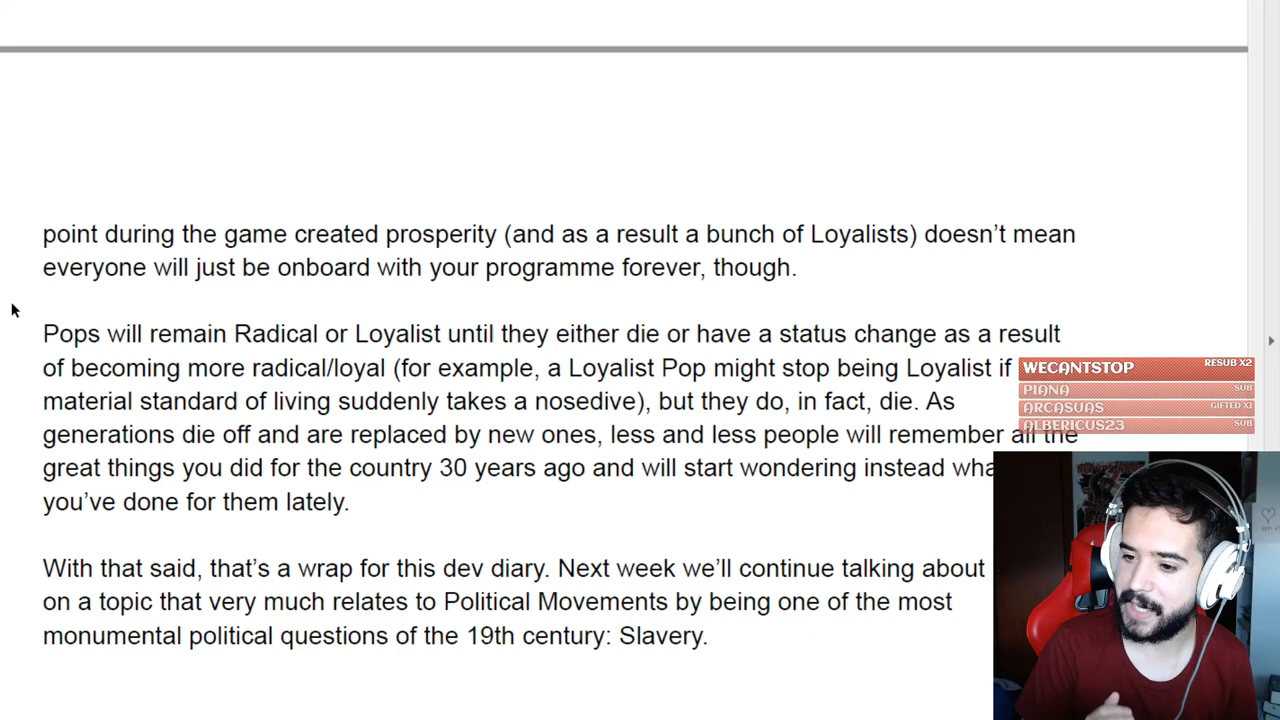 point during the game created prosperity (and as a result a bunch of Loyalists) doesn't mean
everyone will just be onboard with your programme forever, though.
Pops will remain Radical or Loyalist until they either die or have a status change as a result
of becoming more radical/loyal (for example, a Loyalist Pop might stop being Loyalist if
material standard of living suddenly takes a nosedive), but they do, in fact, die. As
generations die off and are replaced by new ones, less and less people will remember all the
great things you did for the country 30 years ago and will start wondering instead
you've done for them lately.
With that said, that's a wrap for this dev diary. Next week we'll continue talking about
on a topic that very much relates to Political Movements by being one of the most
monumental political questions of the 19th century: Slavery.
WECANTSTOP RESUB X2
PIANA SUB
ARCASUAS GIFTED X1
ALBERICUS23 SUB